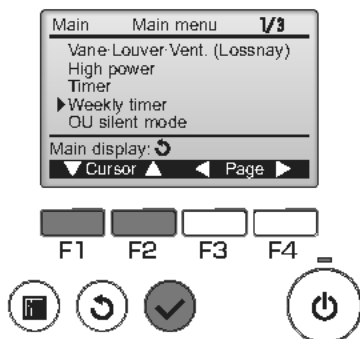 Main Main menu 1/3
Vane·Louver·Vent. (Lossnay)
High power
Timer
▶Weekly timer
OU silent mode
Main display:
▼ Cursor ▲ ◀ Page ▶
F1 F2 F3 F4